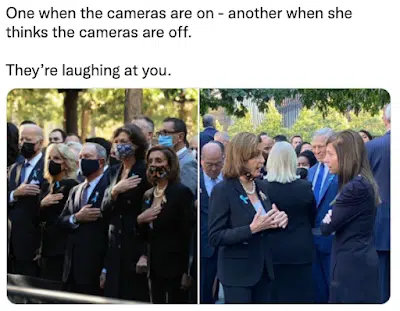 One when the cameras are on - another when she
thinks the cameras are off.
They’re laughing at you.